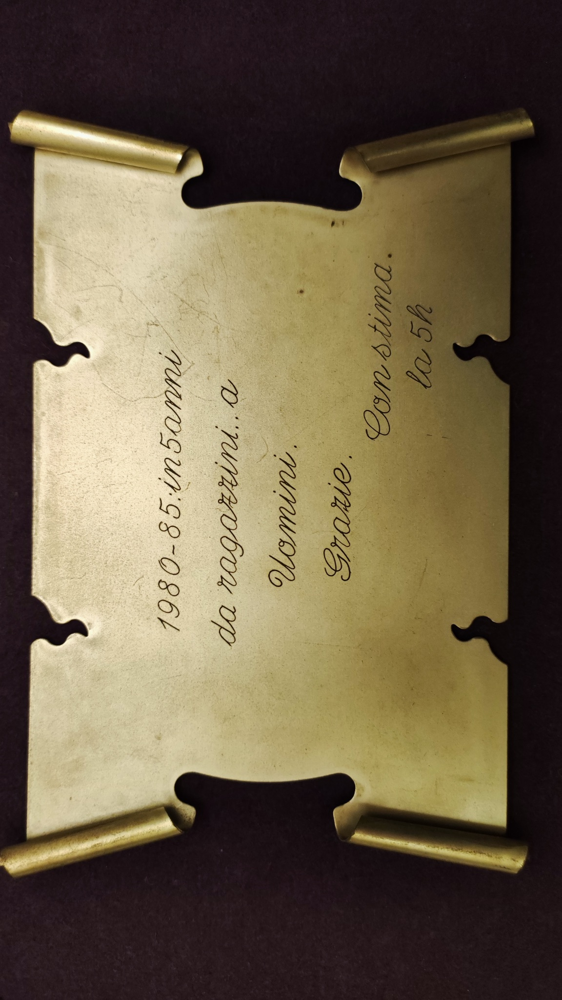 1980-85: in 5 anni
da ragazzini... a
Uomini.
Grazie.
Con stima.
la 5h